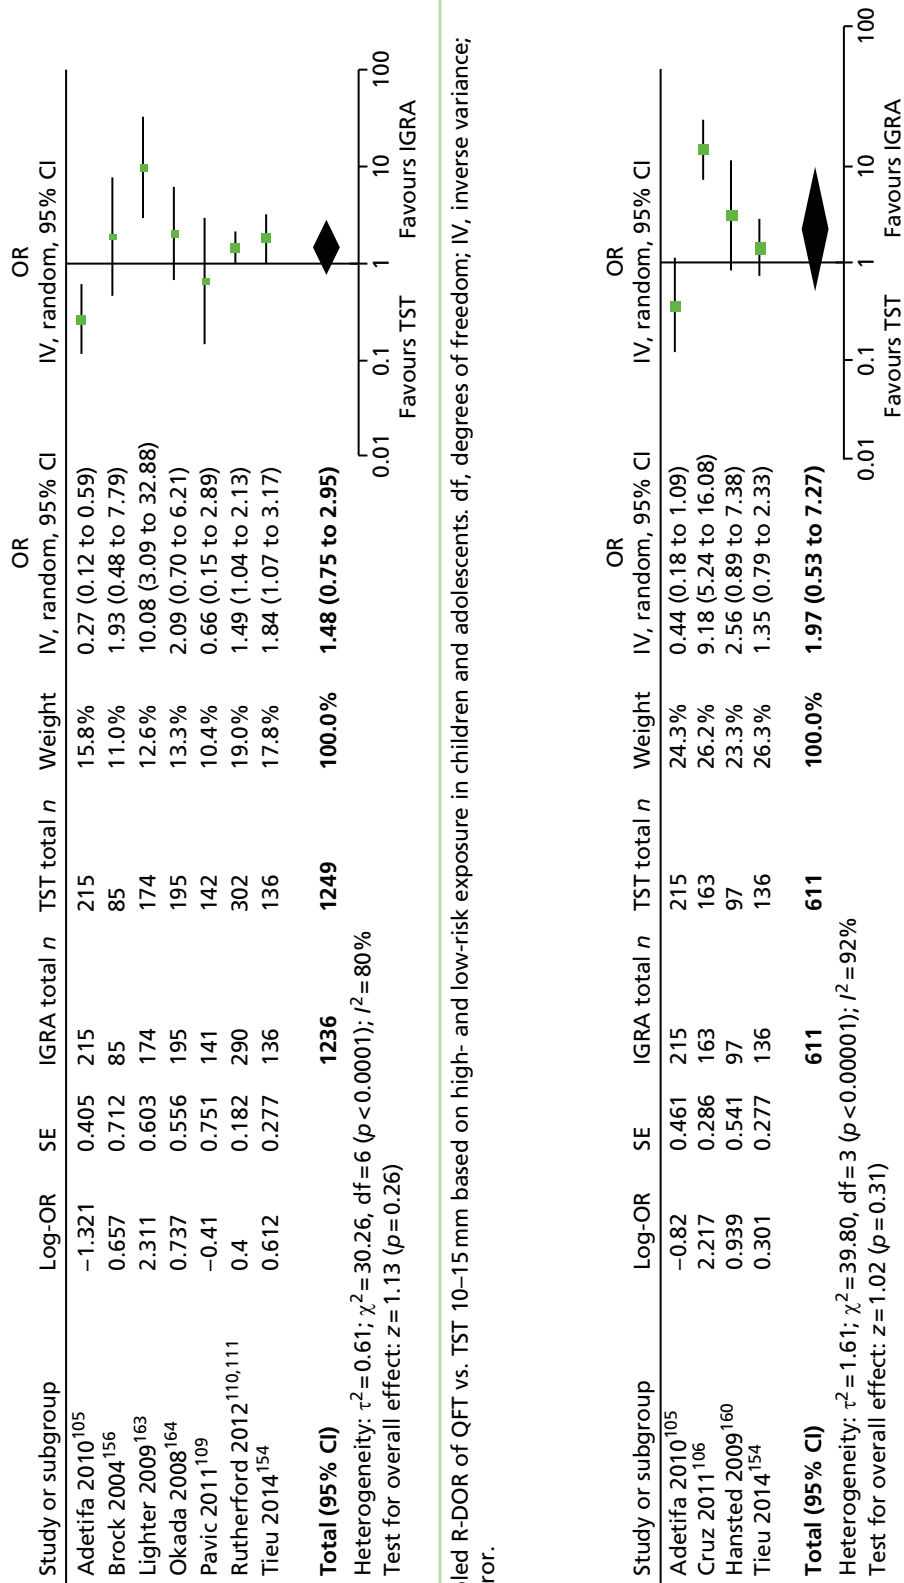 OR OR
Study or subgroup Log-OR SE IGRA total n TST total n Weight IV, random, 95% CI IV, random, 95% CI
Adetifa 2010105 −1.321 0.405 215 215 15.8% 0.27 (0.12 to 0.59)
Brock 2004156 0.657 0.712 85 85 11.0% 1.93 (0.48 to 7.79)
Lighter 2009163 2.311 0.603 174 174 12.6% 10.08 (3.09 to 32.88)
Okada 2008164 0.737 0.556 195 195 13.3% 2.09 (0.70 to 6.21)
Pavic 2011109 −0.41 0.751 141 142 10.4% 0.66 (0.15 to 2.89)
Rutherford 2012110,111 0.4 0.182 290 302 19.0% 1.49 (1.04 to 2.13)
Tieu 2014154 0.612 0.277 136 136 17.8% 1.84 (1.07 to 3.17)
Total (95% CI) 1236 1249 100.0% 1.48 (0.75 to 2.95)
Heterogeneity: τ2=0.61; χ2=30.26, df=6 (p<0.0001); I2=80%
Test for overall effect: z=1.13 (p=0.26)
0.01 0.1 1 10 100
Favours TST Favours IGRA
led R-DOR of QFT vs. TST 10–15 mm based on high- and low-risk exposure in children and adolescents. df, degrees of freedom; IV, inverse variance;
ror.
OR OR
Study or subgroup Log-OR SE IGRA total n TST total n Weight IV, random, 95% CI IV, random, 95% CI
Adetifa 2010105 −0.82 0.461 215 215 24.3% 0.44 (0.18 to 1.09)
Cruz 2011106 2.217 0.286 163 163 26.2% 9.18 (5.24 to 16.08)
Hansted 2009160 0.939 0.541 97 97 23.3% 2.56 (0.89 to 7.38)
Tieu 2014154 0.301 0.277 136 136 26.3% 1.35 (0.79 to 2.33)
Total (95% CI) 611 611 100.0% 1.97 (0.53 to 7.27)
Heterogeneity: τ2=1.61; χ2=39.80, df=3 (p<0.00001); I2=92%
Test for overall effect: z=1.02 (p=0.31)
0.01 0.1 1 10 100
Favours TST Favours IGRA